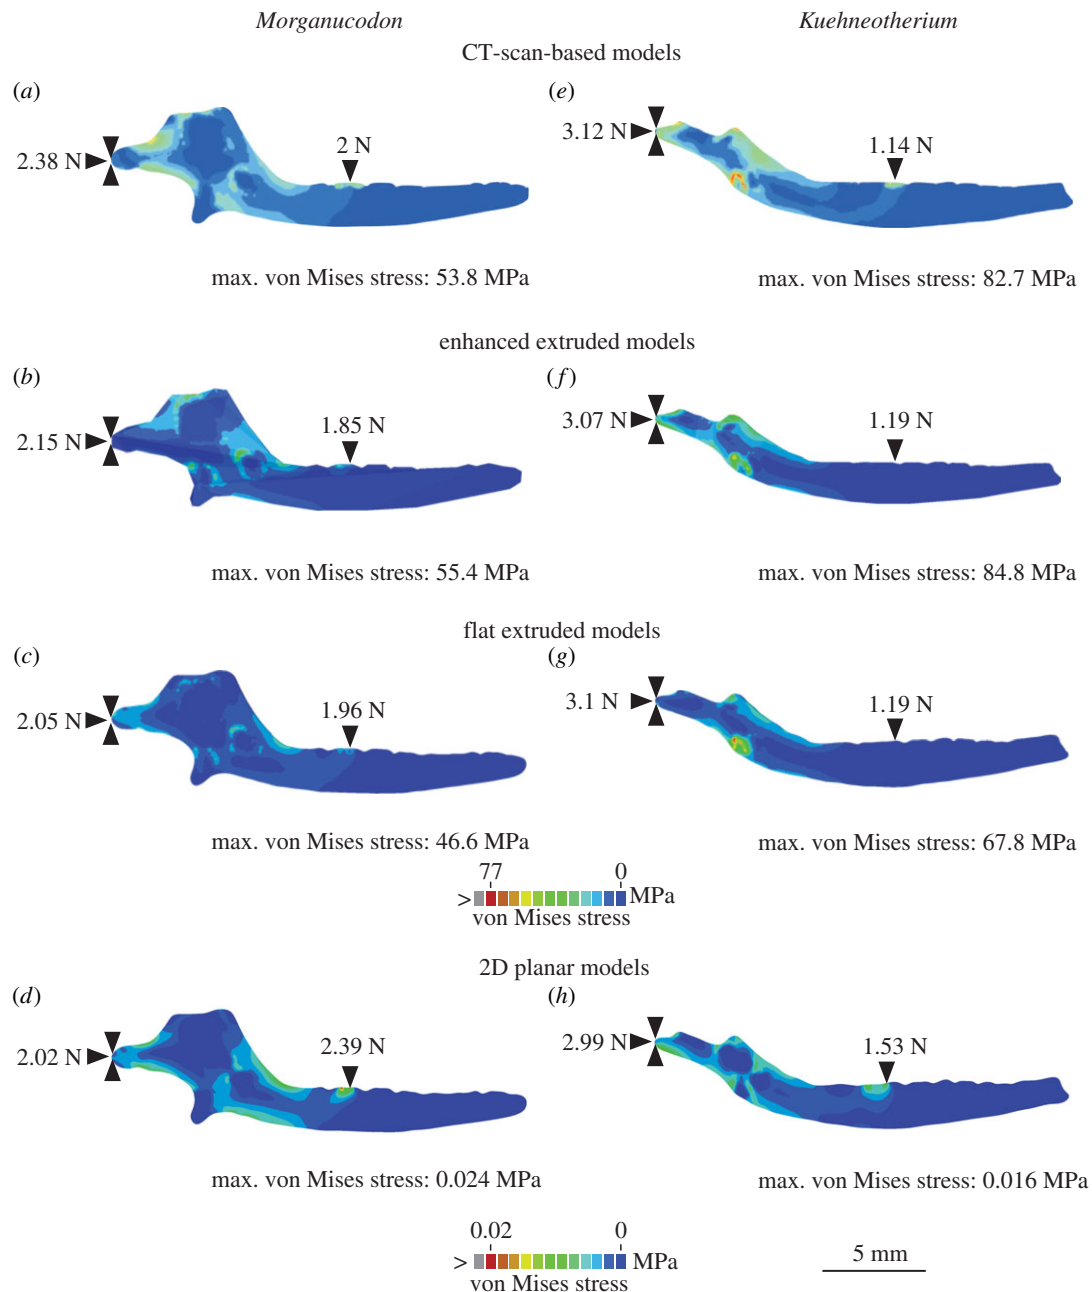 Morganucodon Kuehneotherium
CT-scan-based models
(a) (e)
2.38 N 2 N 3.12 N 1.14 N
max. von Mises stress: 53.8 MPa max. von Mises stress: 82.7 MPa
enhanced extruded models
(b) (f)
2.15 N 1.85 N 3.07 N 1.19 N
max. von Mises stress: 55.4 MPa max. von Mises stress: 84.8 MPa
flat extruded models
(c) (g)
2.05 N 1.96 N 3.1 N 1.19 N
max. von Mises stress: 46.6 MPa max. von Mises stress: 67.8 MPa
77 0
> MPa
von Mises stress
2D planar models
(d) (h)
2.02 N 2.39 N 2.99 N 1.53 N
max. von Mises stress: 0.024 MPa max. von Mises stress: 0.016 MPa
0.02 0
> MPa
von Mises stress
5 mm